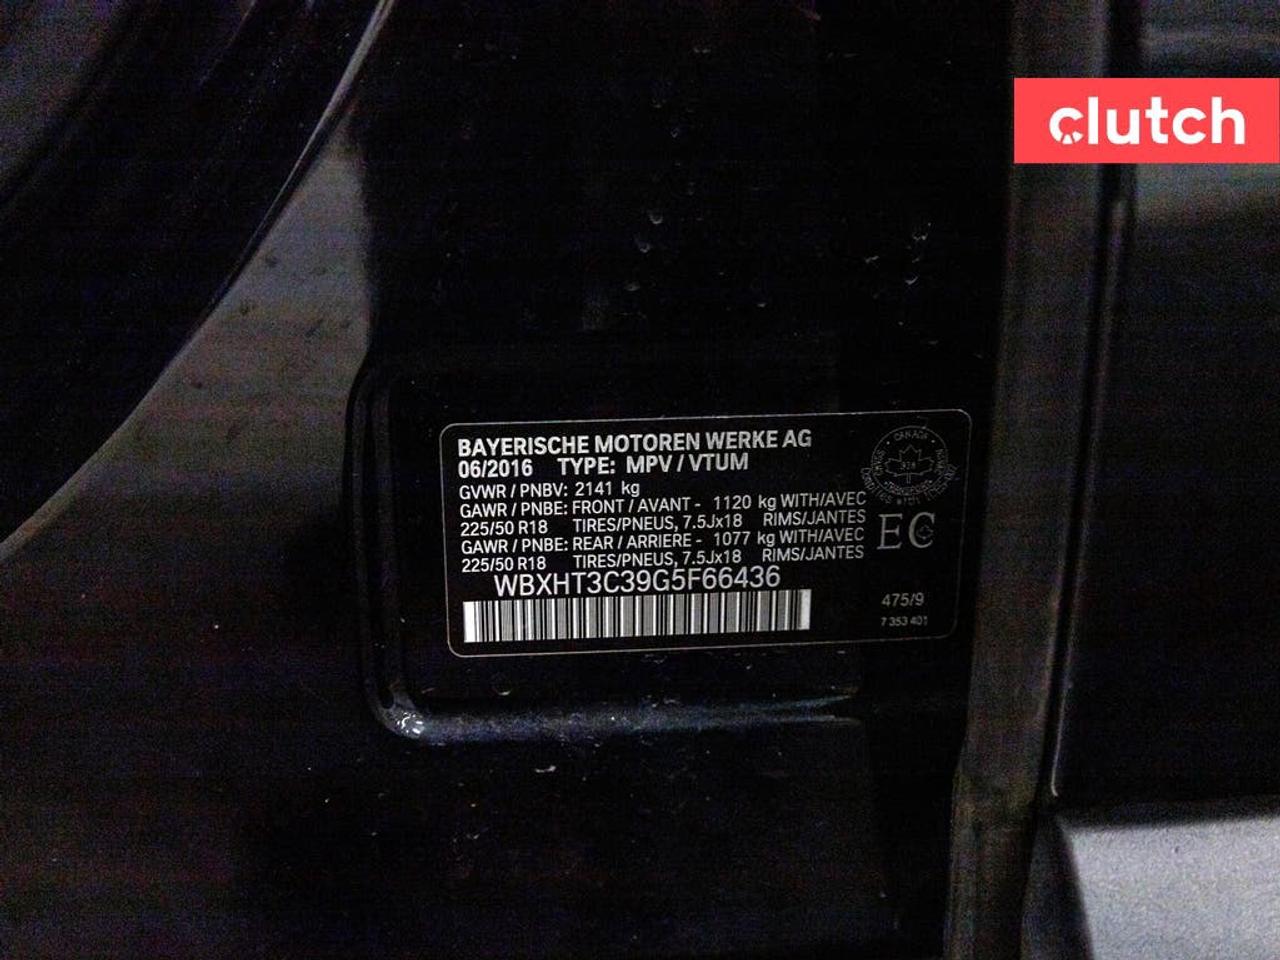 clutch
BAYERISCHE MOTOREN WERKE AG
06/2016 TYPE: MPV / VTUM
GVWR / PNBV: 2141 kg
GAWR / PNBE: FRONT / AVANT - 1120 kg WITH/AVEC
225/50 R18 TIRES/PNEUS, 7.5Jx18 RIMS/JANTES
GAWR / PNBE: REAR / ARRIERE - 1077 kg WITH/AVEC
225/50 R18 TIRES/PNEUS, 7.5Jx18 RIMS/JANTES
WBXHT3C39G5F66436
CANADA
EC
475/9
7 353 401